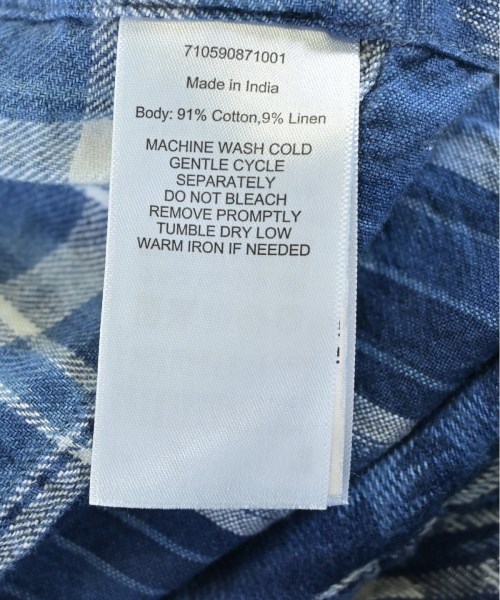 710590871001
Made in India
Body: 91% Cotton,9% Linen
MACHINE WASH COLD
GENTLE CYCLE
SEPARATELY
DO NOT BLEACH
REMOVE PROMPTLY
TUMBLE DRY LOW
WARM IRON IF NEEDED